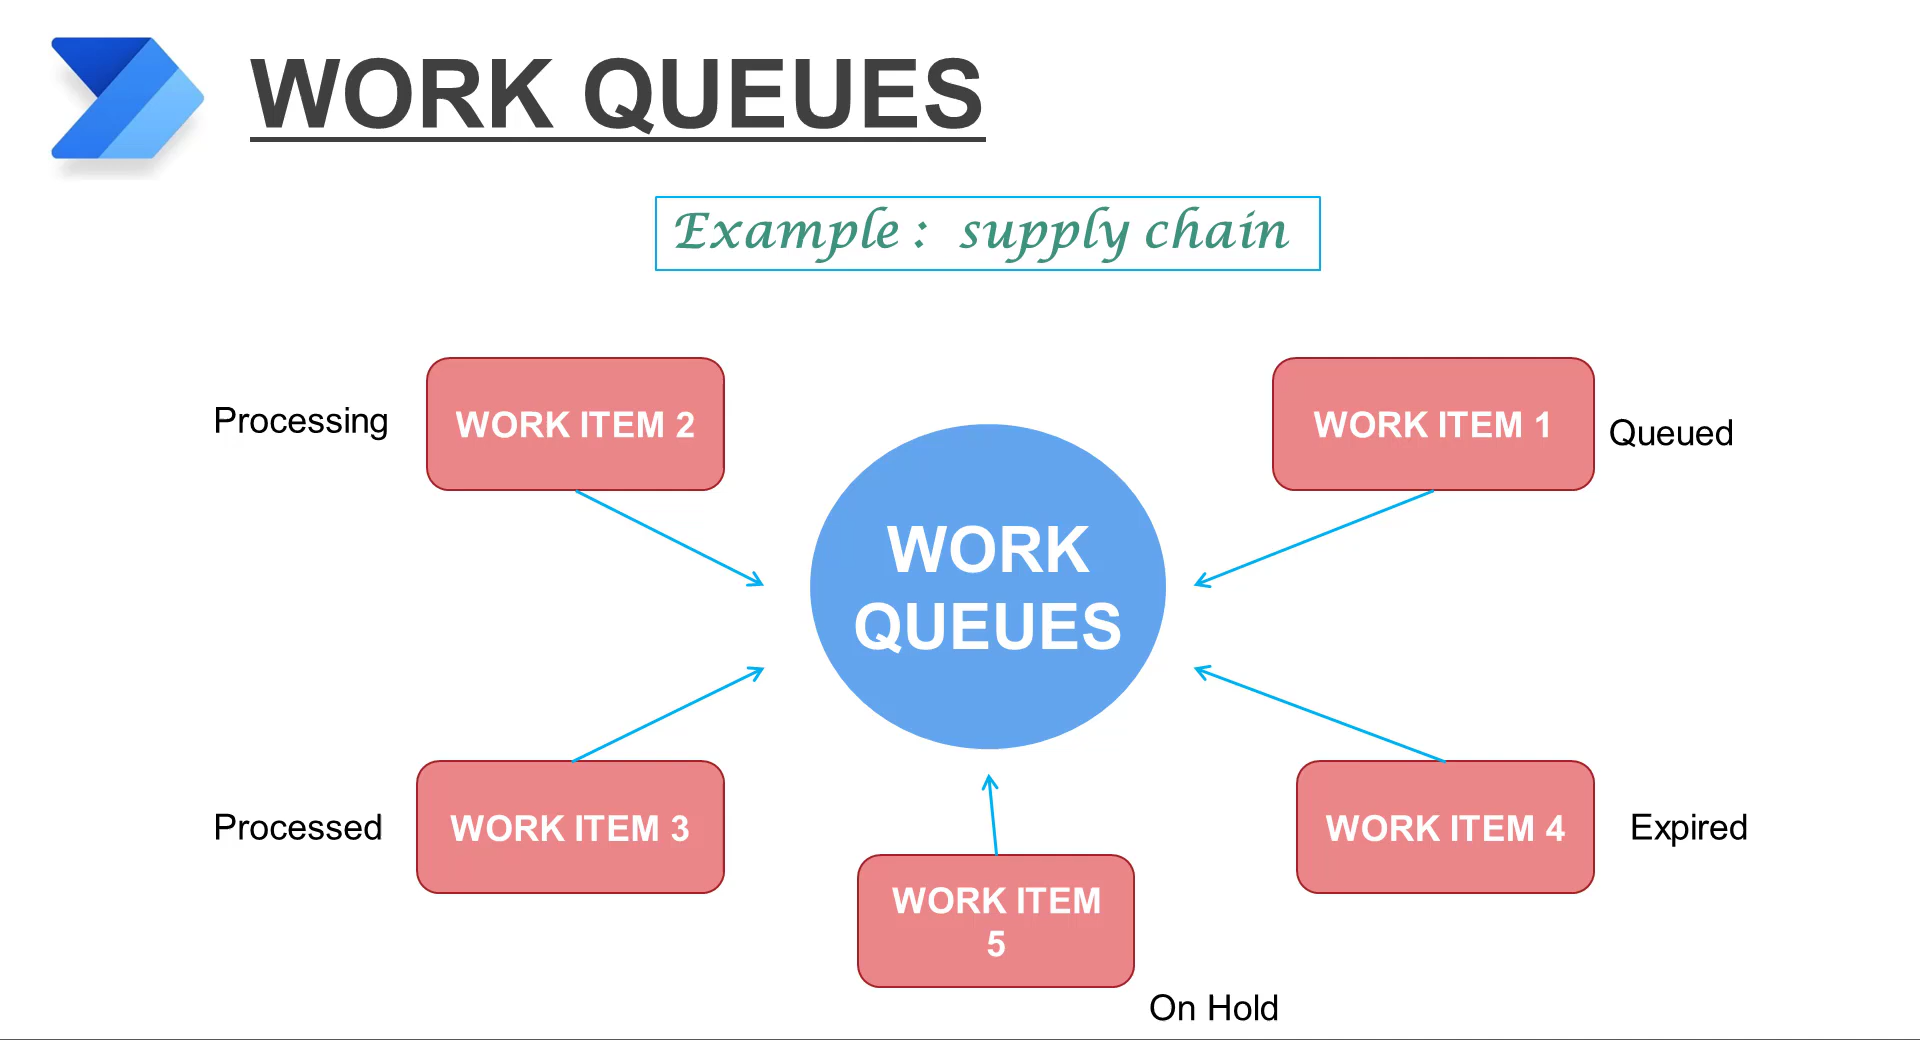 WORK QUEUES
Example : supply chain
Processing
WORK ITEM 2
WORK ITEM 1
Queued
WORK
QUEUES
Processed
WORK ITEM 3
WORK ITEM 4
Expired
WORK ITEM
5
On Hold